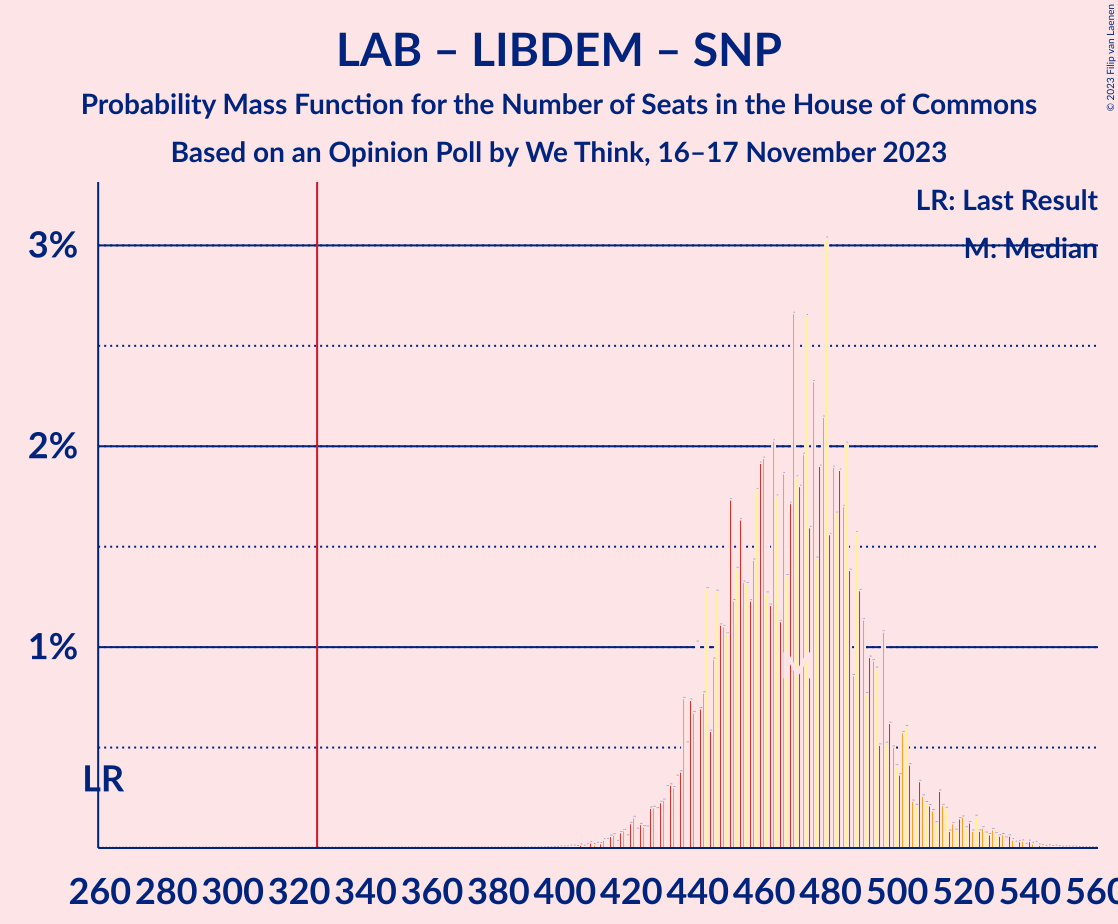 LAB – LIBDEM – SNP
Probability Mass Function for the Number of Seats in the House of Commons
Based on an Opinion Poll by We Think, 16–17 November 2023
© 2023 Filip van Laenen
LR: Last Result
M: Median
3%
2%
1%
LR
M
260 280 300 320 340 360 380 400 420 440 460 480 500 520 540 560